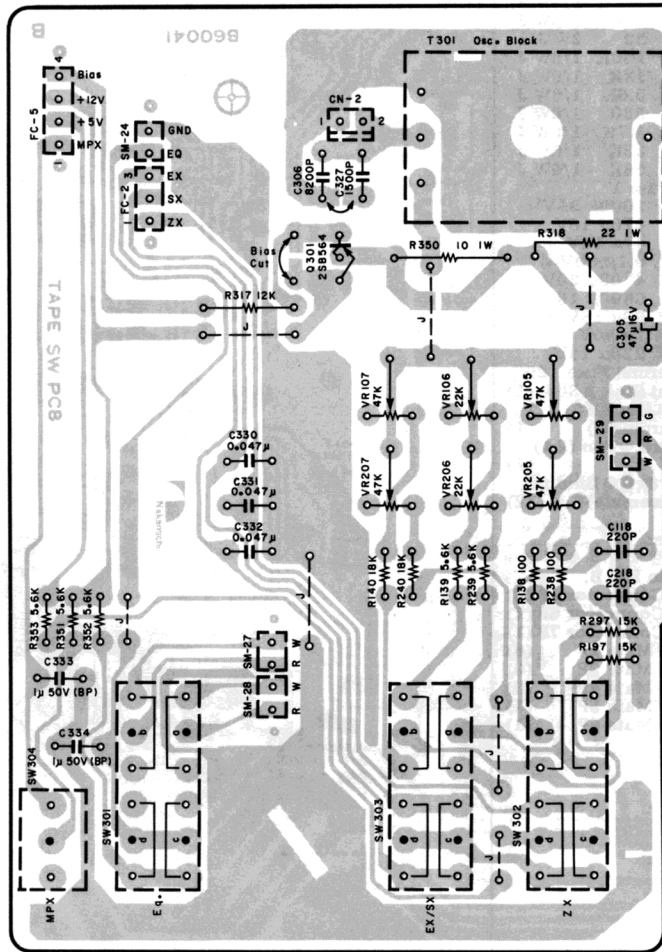 B
B60041
T301 Osc. Block
4
Bias
+12V
+5V
MPX
1
FC-5
SM-24
GND
EQ
FC-2
3
EX
SX
1
ZX
CN-2
1
2
C306
8200P
C327
1500P
Bias
Cut
Q301
2SB564
R350 10 1W
R318 22 1W
R317 12K
J
J
J
C305
47μ16V
TAPE SW PCB
VR107
47K
VR106
22K
VR105
47K
SM-29
G
R
W
C330
0.047μ
C331
0.047μ
C332
0.047μ
VR207
47K
VR206
22K
VR205
47K
Nakamichi
C118
220P
C218
220P
R140 18K
R240 18K
R139 5.6K
R239 5.6K
R138 100
R238 100
R353 5.6K
R351 5.6K
R352 5.6K
J
J
R297 15K
R197 15K
SM-27
W
R
SM-28
W
R
C333
1μ 50V (BP)
C334
1μ 50V (BP)
SW304
SW301
b
a
d
c
SW303
b
a
d
c
J
J
SW302
b
a
d
c
MPX
Eq.
EX/SX
ZX